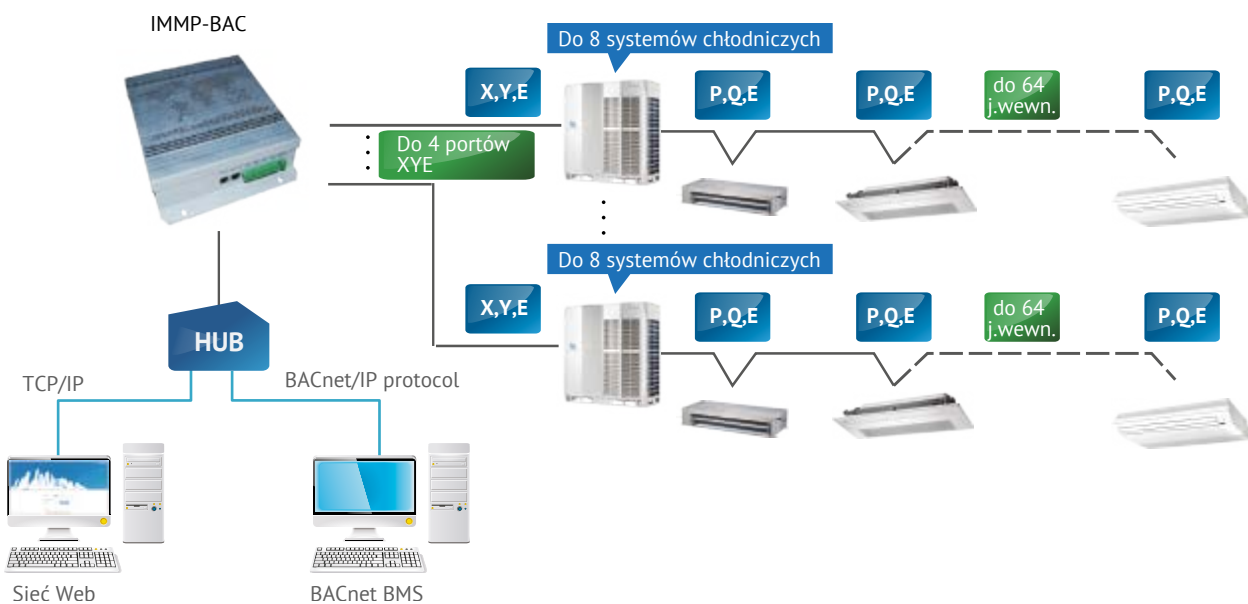 IMMP-BAC
Do 8 systemów chłodniczych
X,Y,E
P,Q,E
P,Q,E
do 64
j.wewn.
P,Q,E
Do 4 portów
XYE
Do 8 systemów chłodniczych
X,Y,E
P,Q,E
P,Q,E
do 64
j.wewn.
P,Q,E
HUB
TCP/IP
BACnet/IP protocol
Sieć Web
BACnet BMS